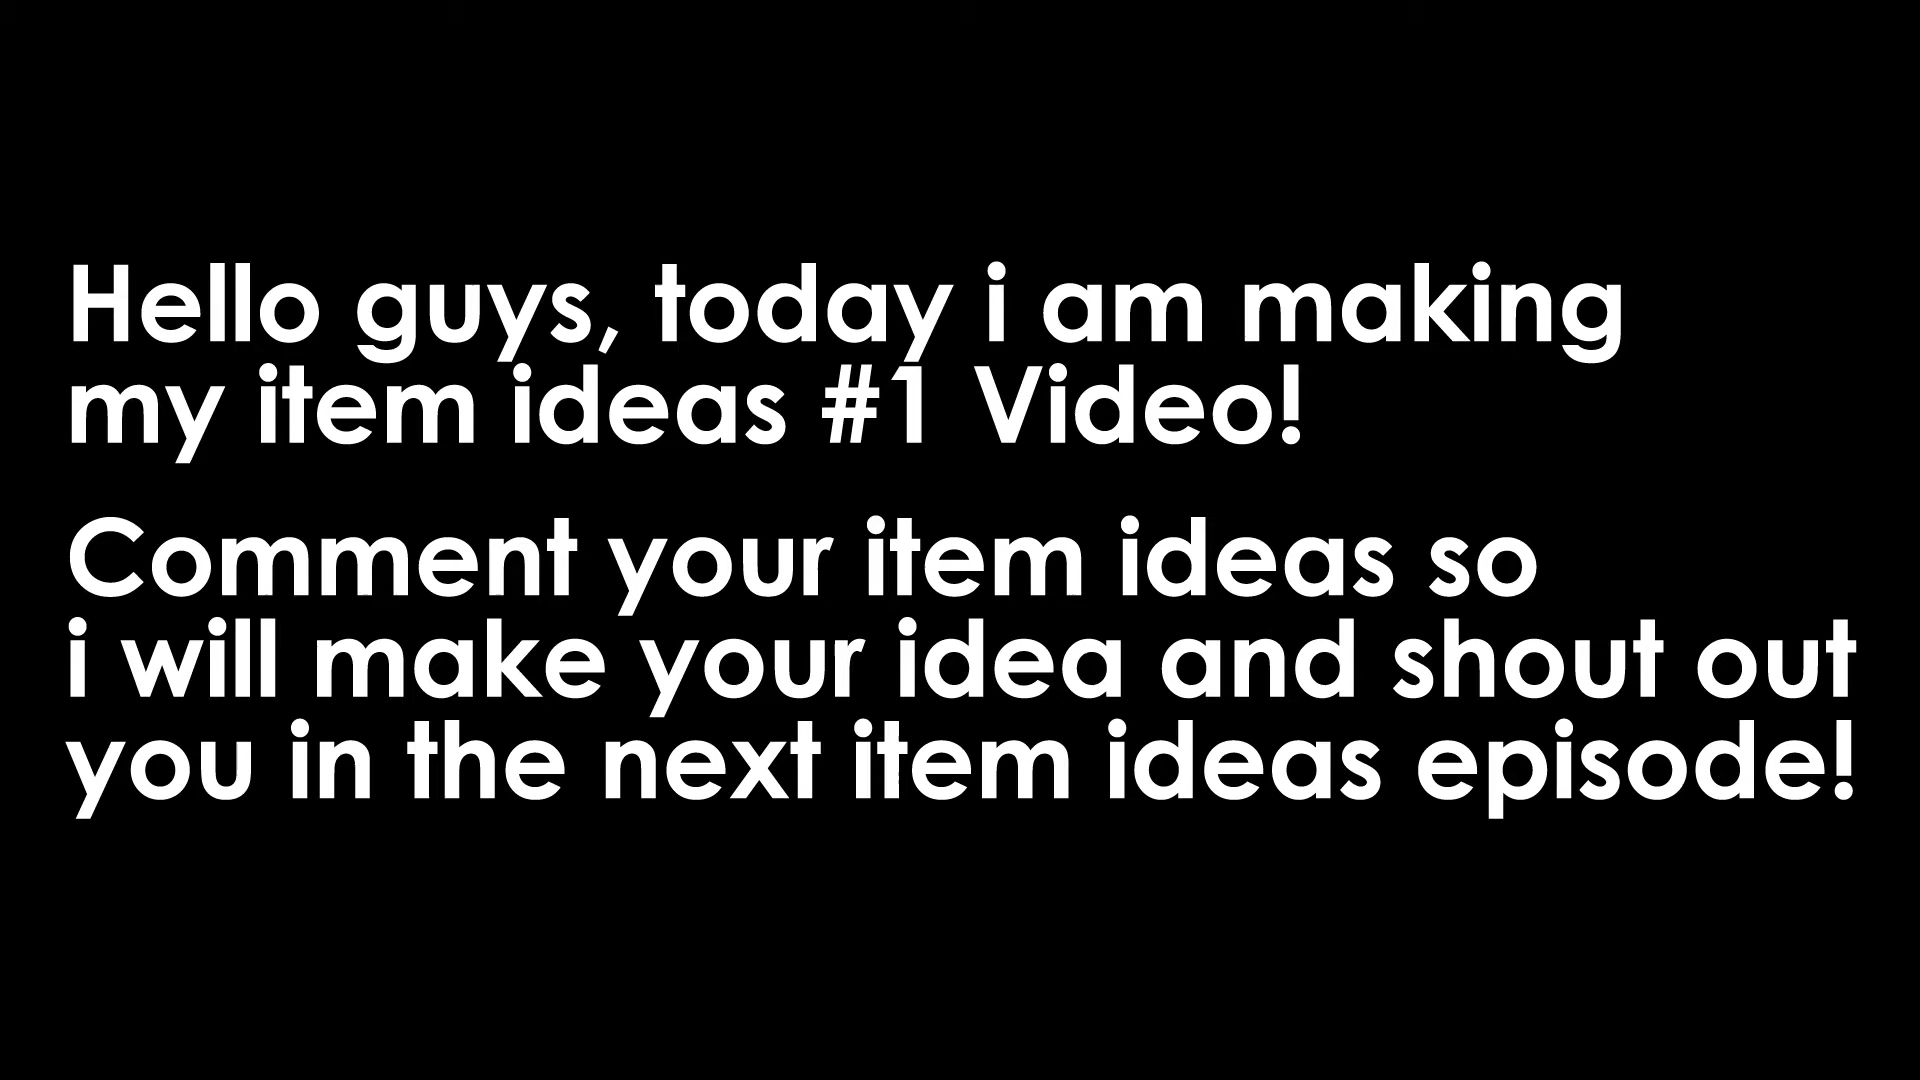 Hello guys, today i am making
my item ideas #1 Video!
Comment your item ideas so
i will make your idea and shout out
you in the next item ideas episode!